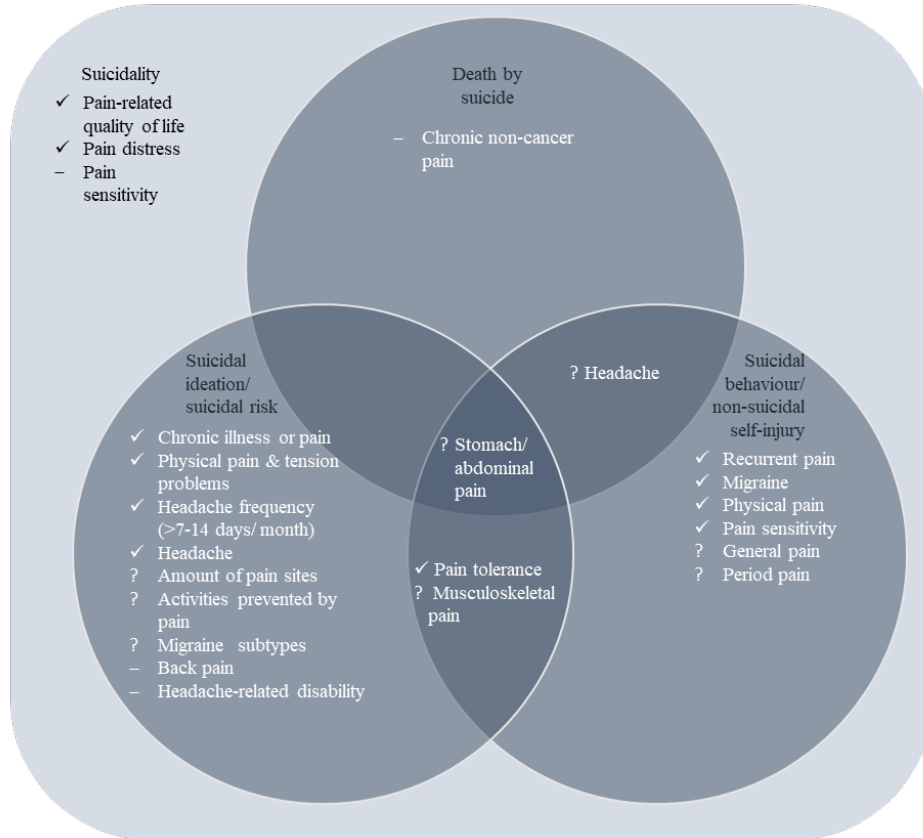 Suicidality
✓ Pain-related
quality of life
✓ Pain distress
– Pain
sensitivity
Death by
suicide
– Chronic non-cancer
pain
Suicidal
ideation/
suicidal risk
✓ Chronic illness or pain
✓ Physical pain & tension
problems
✓ Headache frequency
(>7-14 days/ month)
✓ Headache
? Amount of pain sites
? Activities prevented by
pain
? Migraine subtypes
– Back pain
– Headache-related disability
? Headache
? Stomach/
abdominal
pain
✓ Pain tolerance
? Musculoskeletal
pain
Suicidal
behaviour/
non-suicidal
self-injury
✓ Recurrent pain
✓ Migraine
✓ Physical pain
✓ Pain sensitivity
? General pain
? Period pain